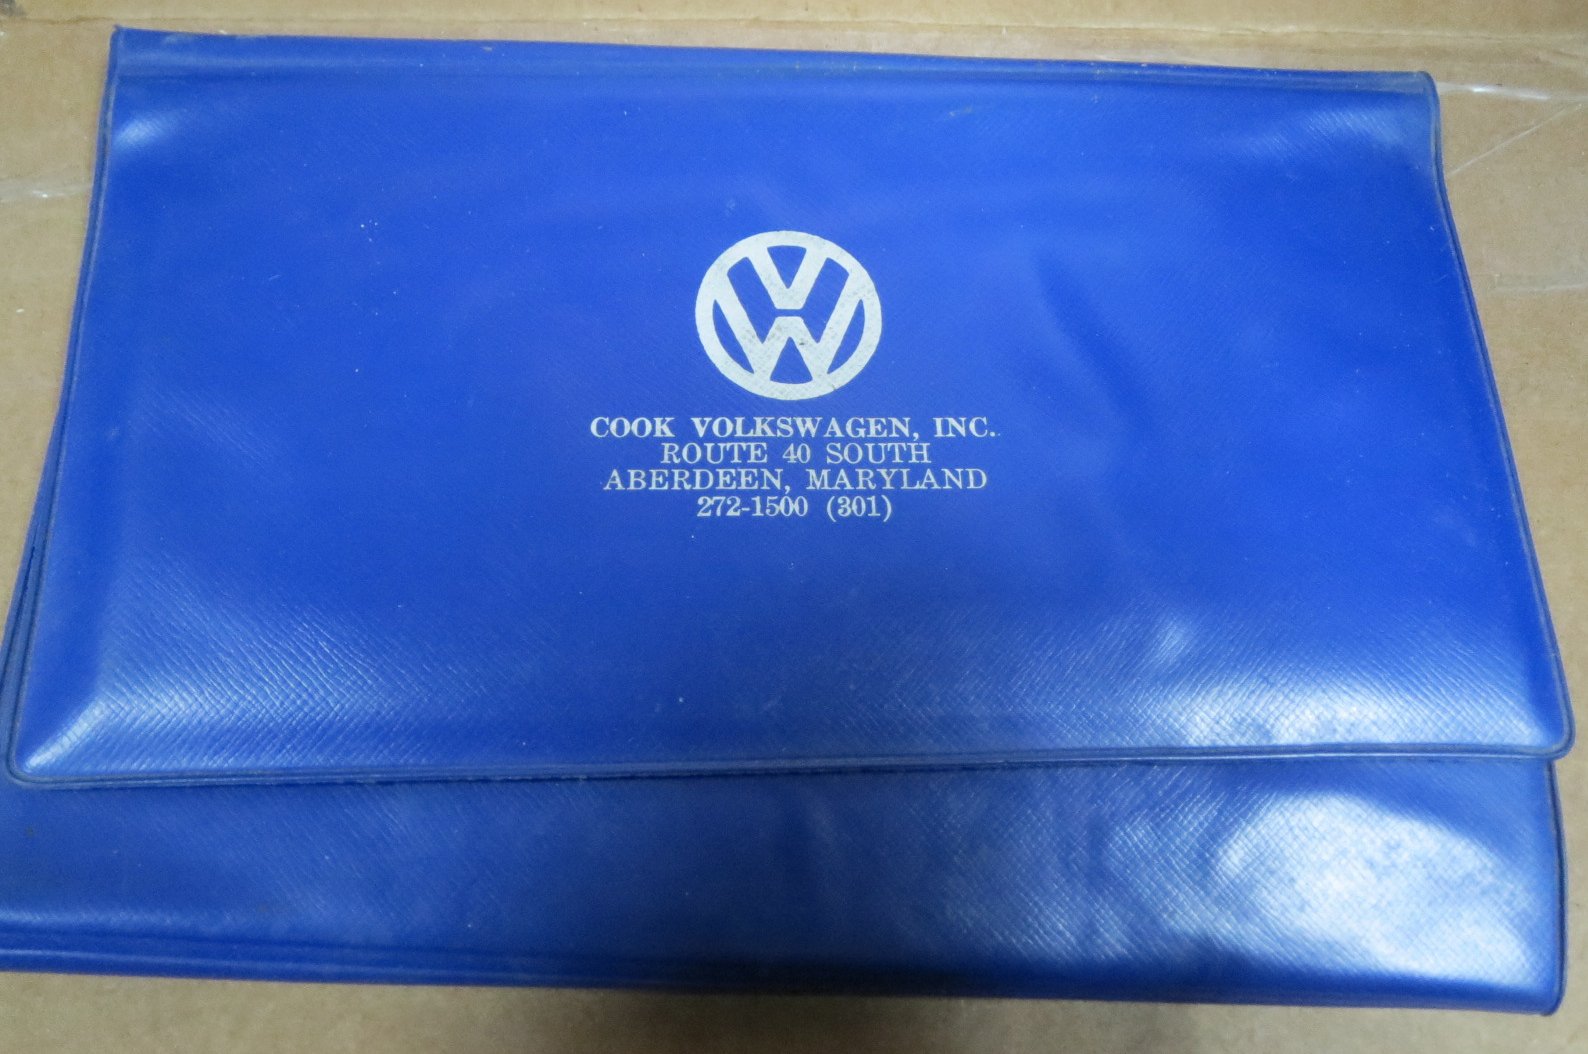 VW
COOK VOLKSWAGEN, INC.
ROUTE 40 SOUTH
ABERDEEN, MARYLAND
272-1500 (301)